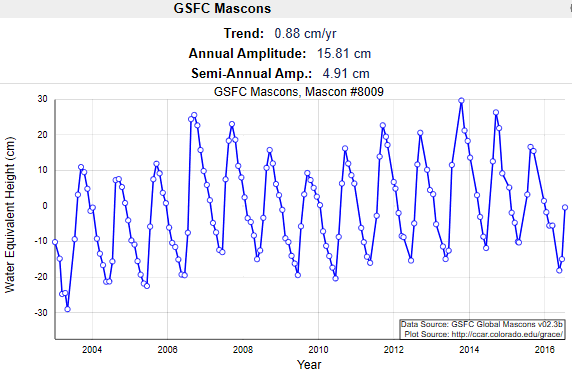 GSFC Mascons
Trend: 0.88 cm/yr
Annual Amplitude: 15.81 cm
Semi-Annual Amp.: 4.91 cm
GSFC Mascons, Mascon #8009
Water Equivalent Height (cm)
30
20
10
0
-10
-20
-30
Data Source: GSFC Global Mascons v02.3b
Plot Source: http://ccar.colorado.edu/grace/
2004
2006
2008
2010
2012
2014
2016
Year